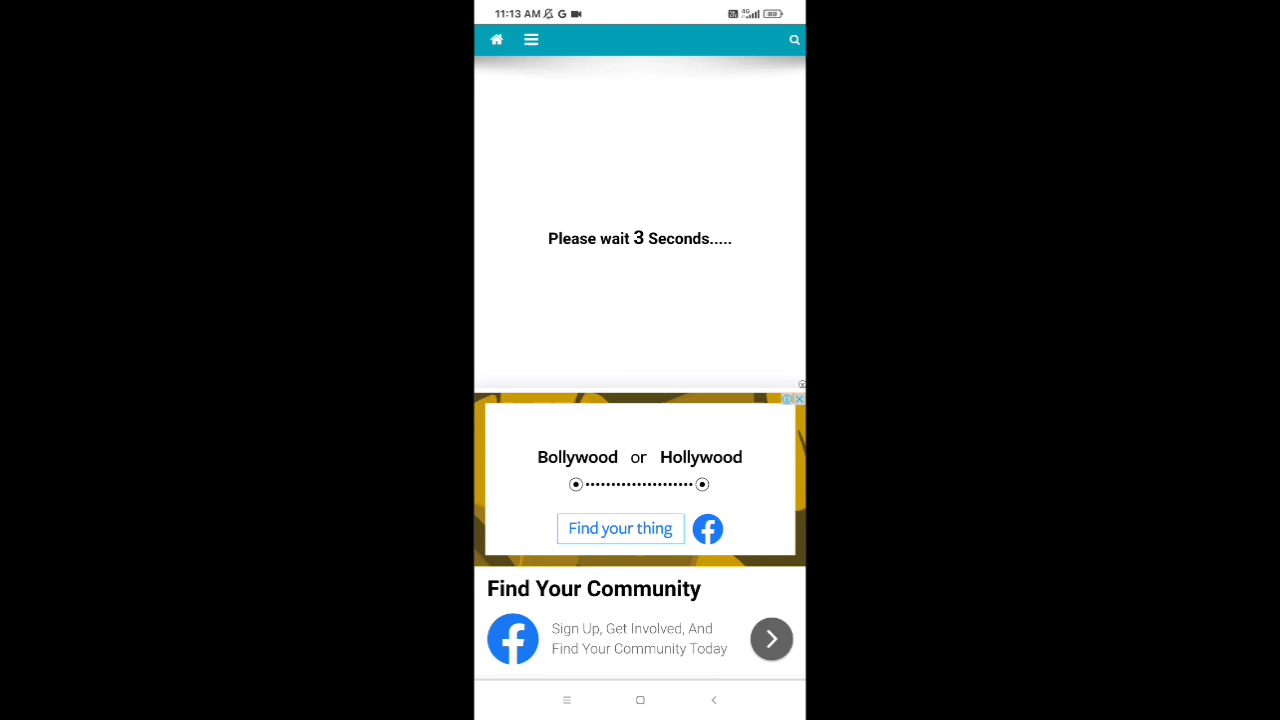 11:13 AM
4G
Please wait 3 Seconds.....
Bollywood or Hollywood
Find your thing
Find Your Community
Sign Up, Get Involved, And
Find Your Community Today